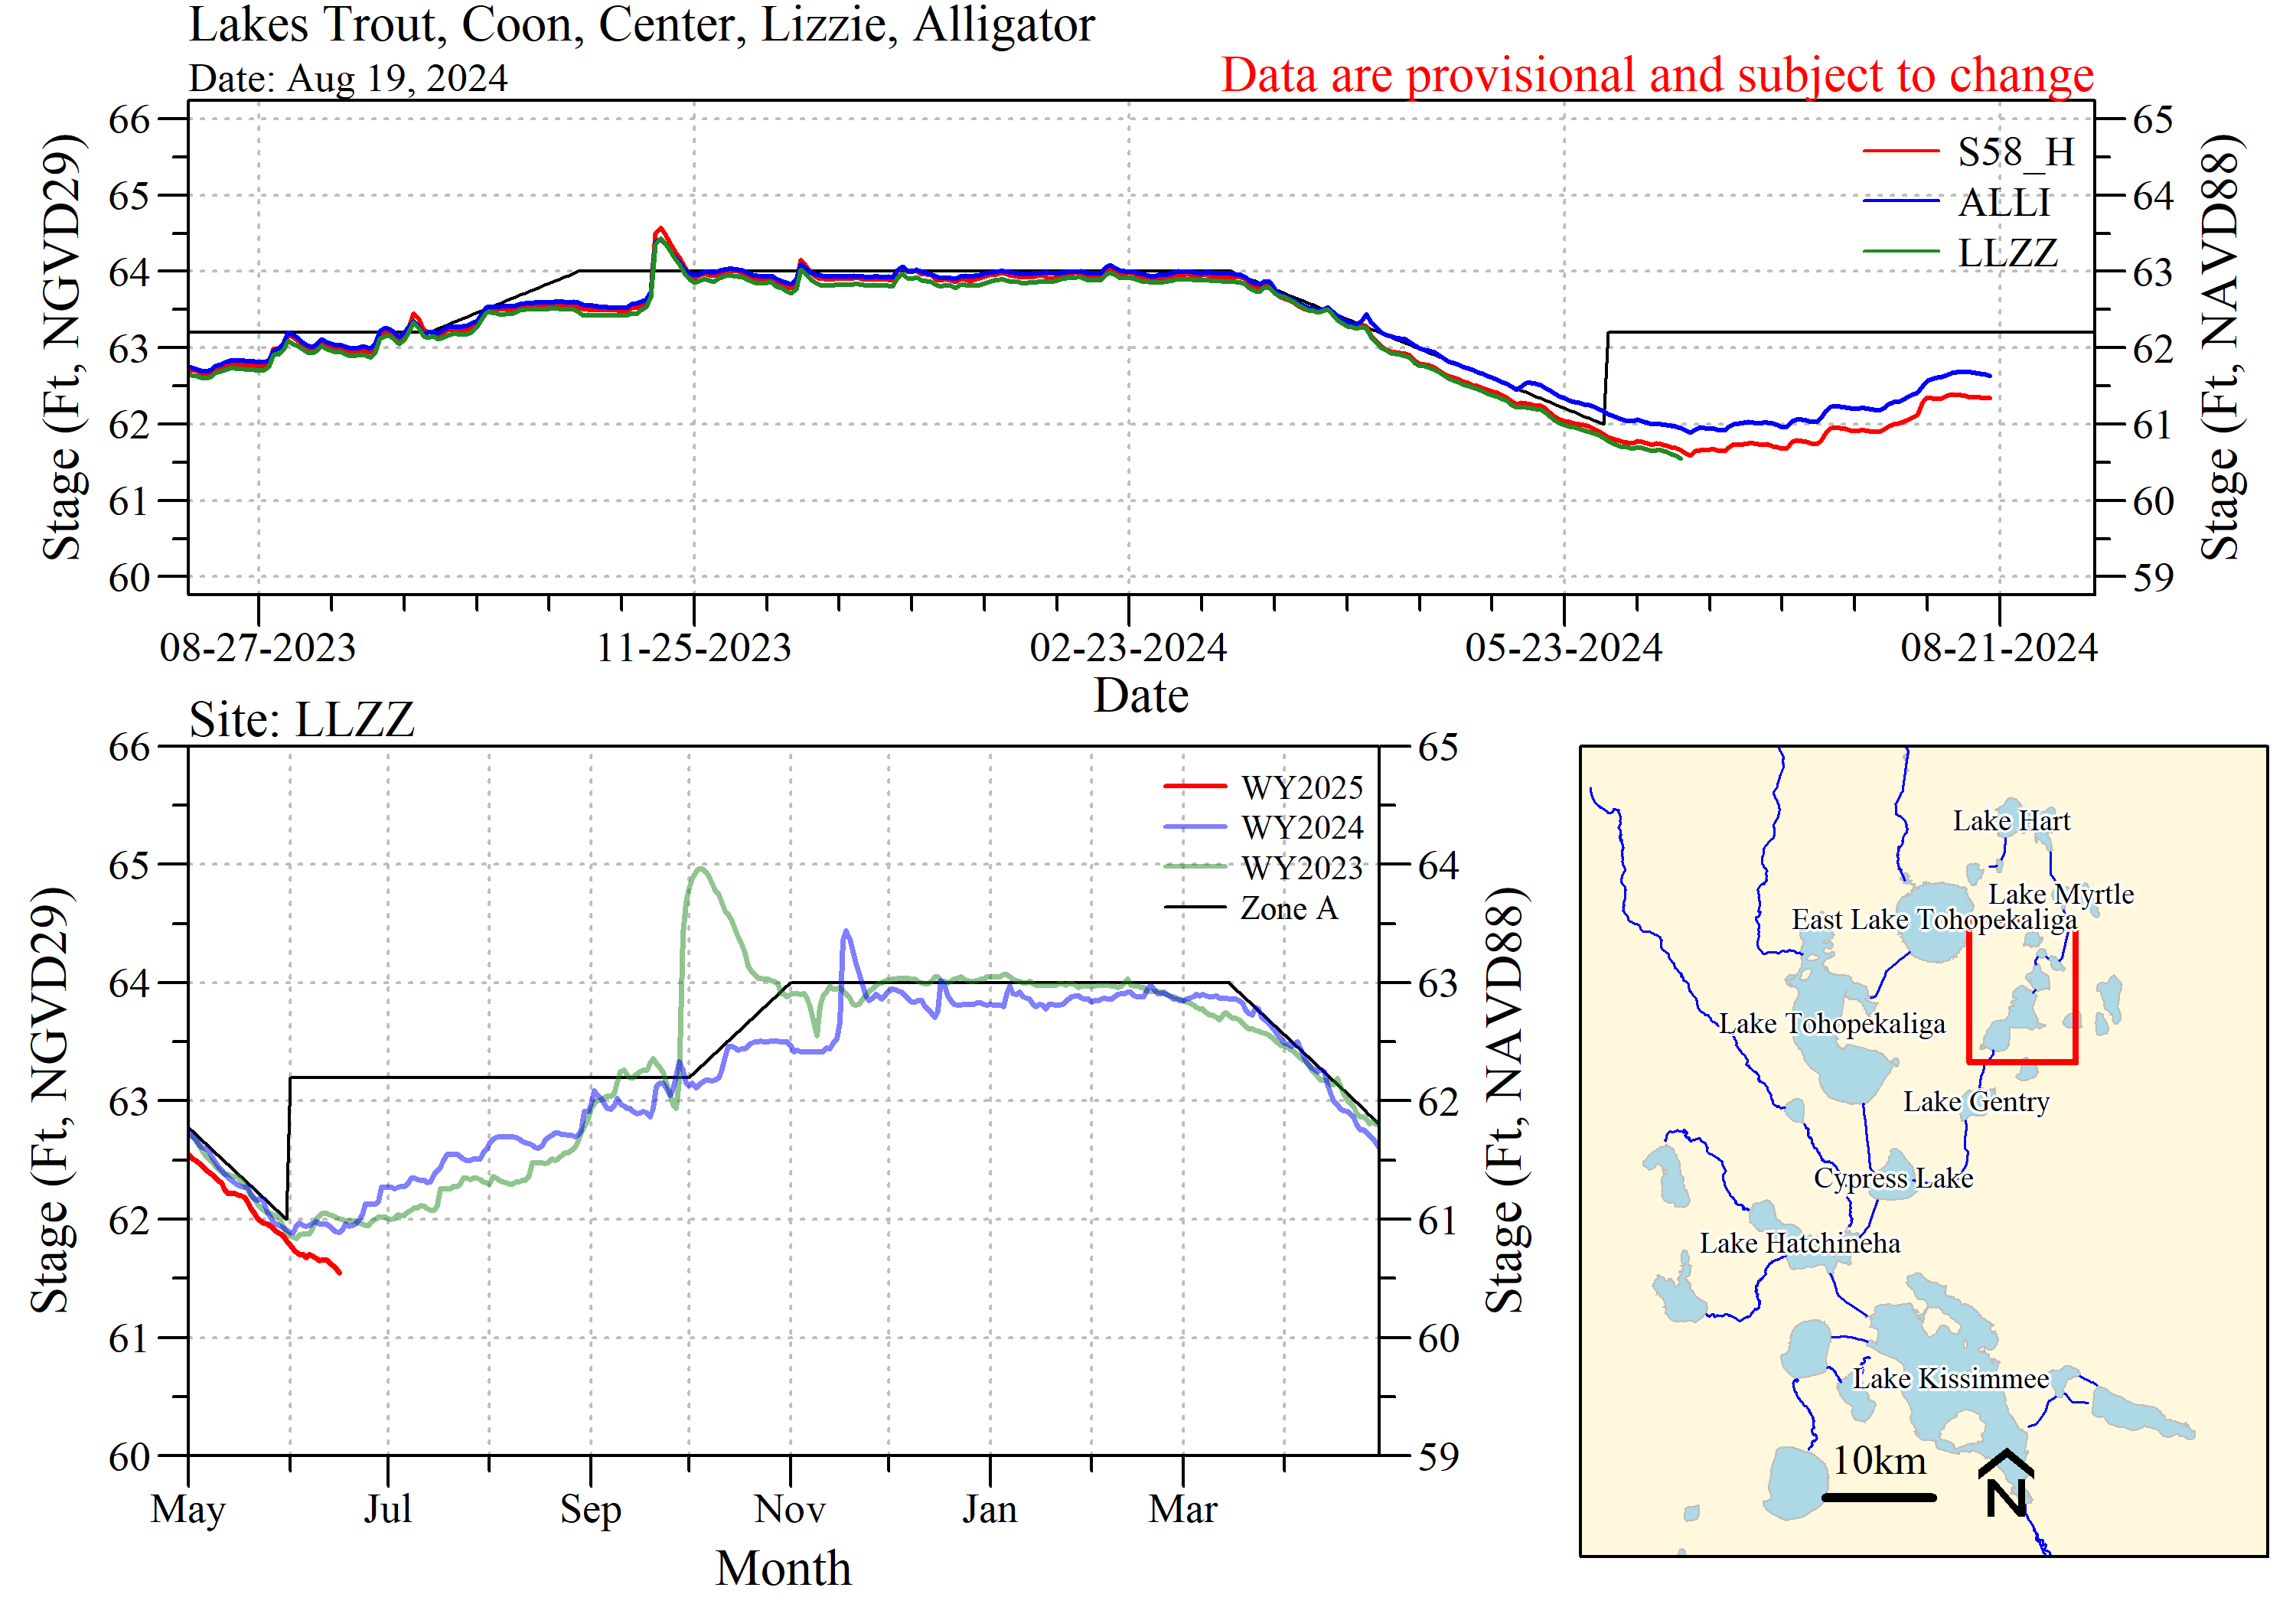 Lakes Trout, Coon, Center, Lizzie, Alligator
Date: Aug 19, 2024
Data are provisional and subject to change
Stage (Ft, NGVD29)
66
65
64
63
62
61
60
65
64
63
62
61
60
59
Stage (Ft, NAVD88)
S58_H
ALLI
LLZZ
08-27-2023
11-25-2023
02-23-2024
05-23-2024
08-21-2024
Date
Site: LLZZ
Stage (Ft, NGVD29)
66
65
64
63
62
61
60
65
64
63
62
61
60
59
Stage (Ft, NAVD88)
WY2025
WY2024
WY2023
Zone A
May
Jul
Sep
Nov
Jan
Mar
Month
Lake Hart
Lake Myrtle
East Lake Tohopekaliga
Lake Tohopekaliga
Lake Gentry
Cypress Lake
Lake Hatchineha
Lake Kissimmee
10km
N